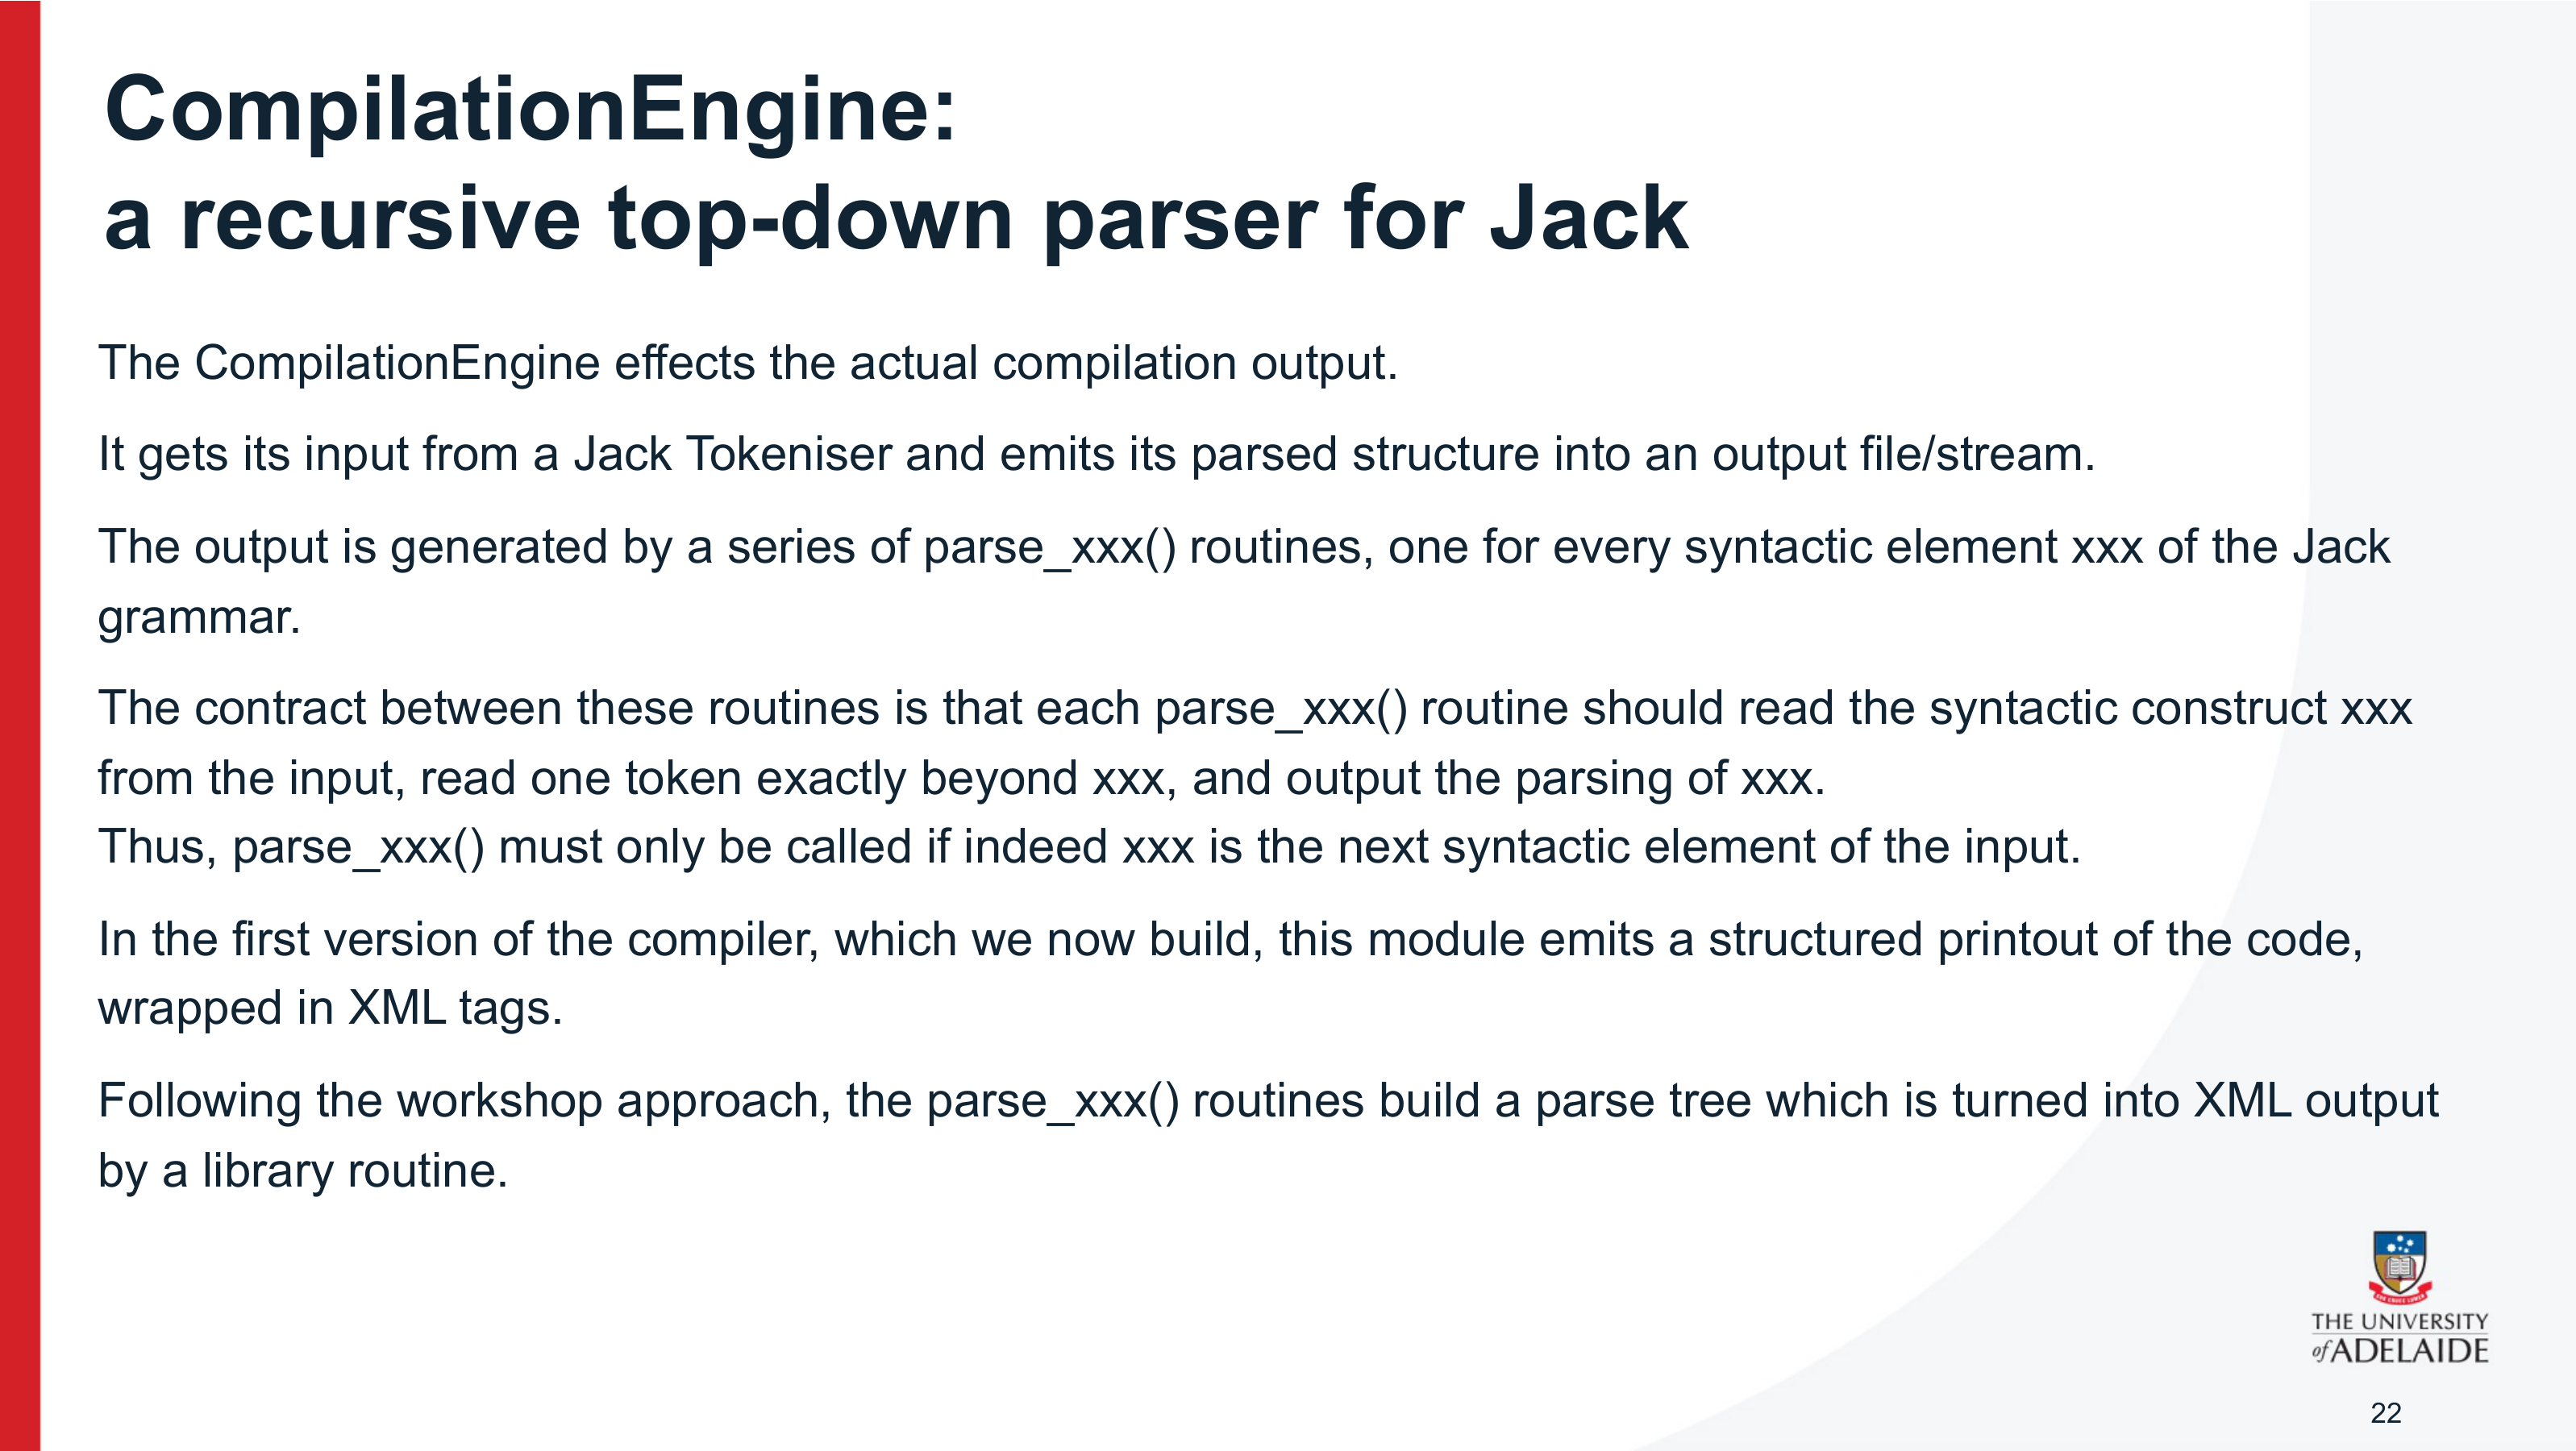 CompilationEngine:
a recursive top-down parser for Jack
The CompilationEngine effects the actual compilation output.
It gets its input from a Jack Tokeniser and emits its parsed structure into an output file/stream.
The output is generated by a series of parse_xxx() routines, one for every syntactic element xxx of the Jack
grammar.
The contract between these routines is that each parse_xxx() routine should read the syntactic construct xxx
from the input, read one token exactly beyond xxx, and output the parsing of xxx.
Thus, parse_xxx() must only be called if indeed xxx is the next syntactic element of the input.
In the first version of the compiler, which we now build, this module emits a structured printout of the code,
wrapped in XML tags.
Following the workshop approach, the parse_xxx() routines build a parse tree which is turned into XML output
by a library routine.
THE UNIVERSITY
of ADELAIDE
22